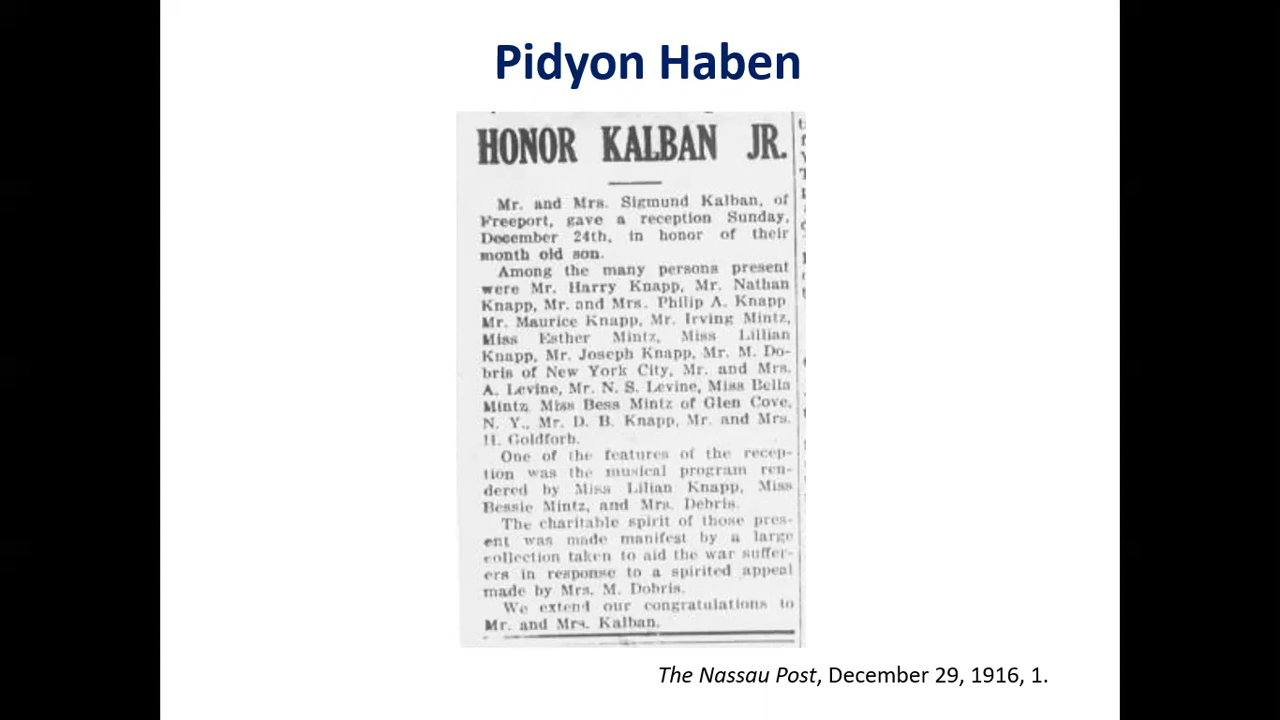 Pidyon Haben
HONOR KALBAN JR.
Mr. and Mrs. Sigmund Kalban, of
Freeport, gave a reception Sunday,
December 24th, in honor of their
month old son.
Among the many persons present
were Mr. Harry Knapp, Mr. Nathan
Knapp, Mr. and Mrs. Philip A. Knapp
Mr. Maurice Knapp, Mr. Irving Mintz,
Miss Esther Mintz, Miss Lillian
Knapp, Mr. Joseph Knapp, Mr. M. Do-
bris of New York City, Mr. and Mrs.
A. Levine, Mr. N. S. Levine, Miss Bella
Mintz, Miss Bess Mintz of Glen Cove,
N. Y., Mr. D. B. Knapp, Mr. and Mrs.
H. Goldforb.
One of the features of the recep-
tion was the musical program ren-
dered by Miss Lilian Knapp, Miss
Bessie Mintz, and Mrs. Debris.
The charitable spirit of those pres-
ent was made manifest by a large
collection taken to aid the war suffer-
ers in response to a spirited appeal
made by Mrs. M. Dobris.
We extend our congratulations to
Mr. and Mrs. Kalban.
The Nassau Post, December 29, 1916, 1.